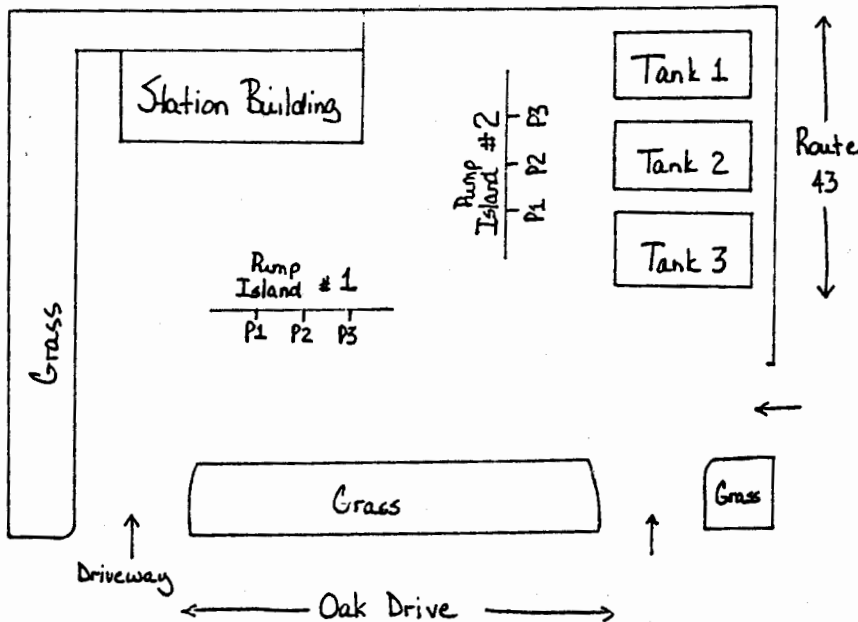 Station Building
Tank 1
Tank 2
Tank 3
Route
43
Pump
Island #2
P3
P2
P1
Pump
Island #1
P1 P2 P3
Grass
Grass
Grass
Driveway
Oak Drive